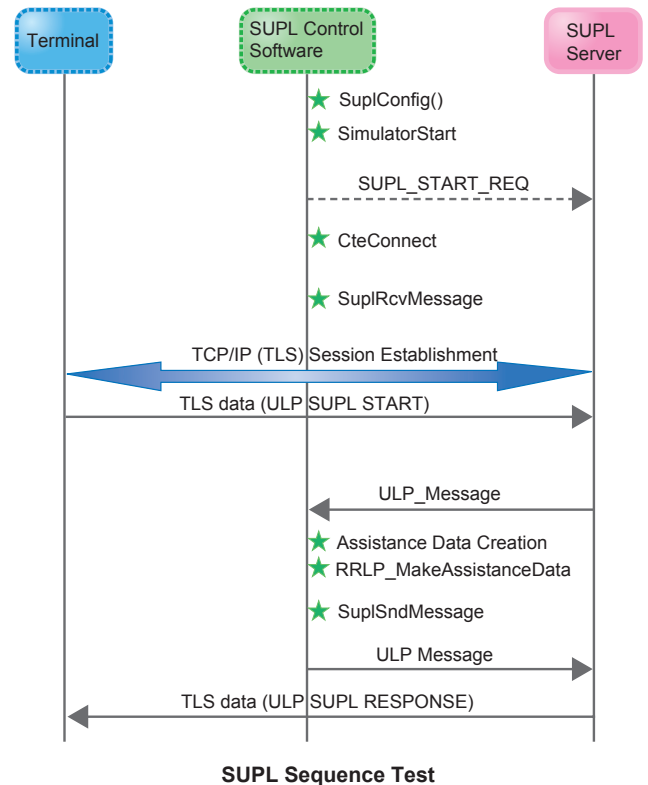 Terminal
SUPL Control
Software
SUPL
Server
SuplConfig()
SimulatorStart
SUPL_START_REQ
CteConnect
SuplRcvMessage
TCP/IP (TLS) Session Establishment
TLS data (ULP SUPL START)
ULP_Message
Assistance Data Creation
RRLP_MakeAssistanceData
SuplSndMessage
ULP Message
TLS data (ULP SUPL RESPONSE)
SUPL Sequence Test